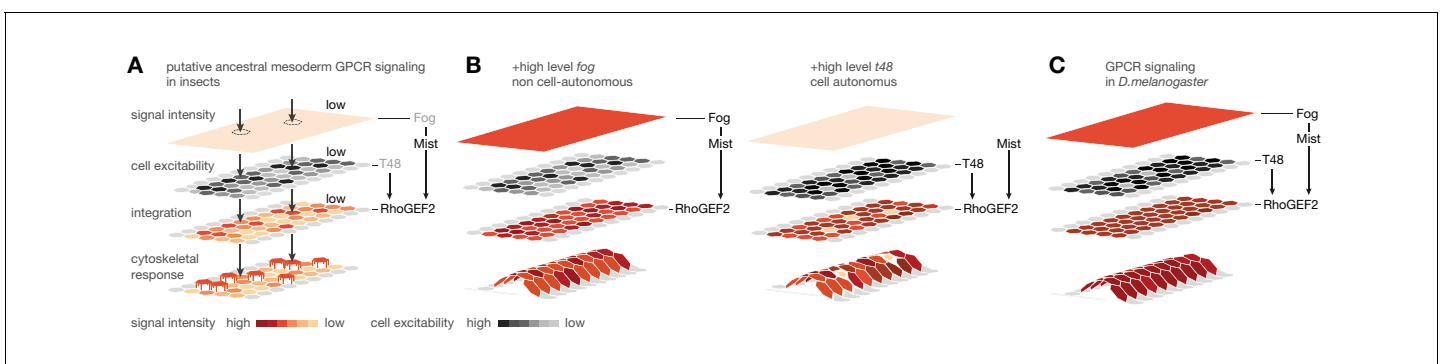 A
putative ancestral mesoderm GPCR signaling
in insects
signal intensity
low
Fog
Mist
cell excitability
low
T48
integration
low
RhoGEF2
cytoskeletal
response
B
+high level fog
non cell-autonomous
Fog
Mist
RhoGEF2
+high level t48
cell autonomus
Mist
T48
RhoGEF2
C
GPCR signaling
in D.melanogaster
Fog
Mist
T48
RhoGEF2
signal intensity high low cell excitability high low